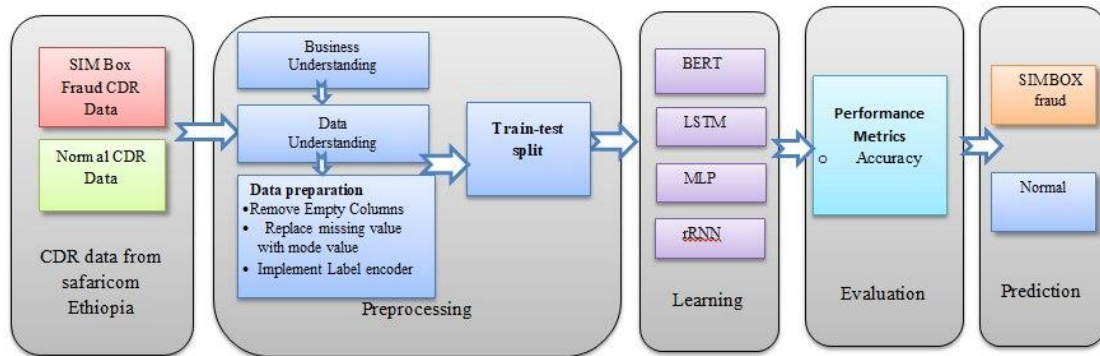 SIM Box
Fraud CDR
Data
Normal CDR
Data
CDR data from
safaricom
Ethiopia
Business
Understanding
Data
Understanding
Data preparation
•Remove Empty Columns
• Replace missing value
with mode value
• Implement Label encoder
Train-test
split
Preprocessing
BERT
LSTM
MLP
rRNN
Learning
Performance
Metrics
o Accuracy
Evaluation
SIMBOX
fraud
Normal
Prediction